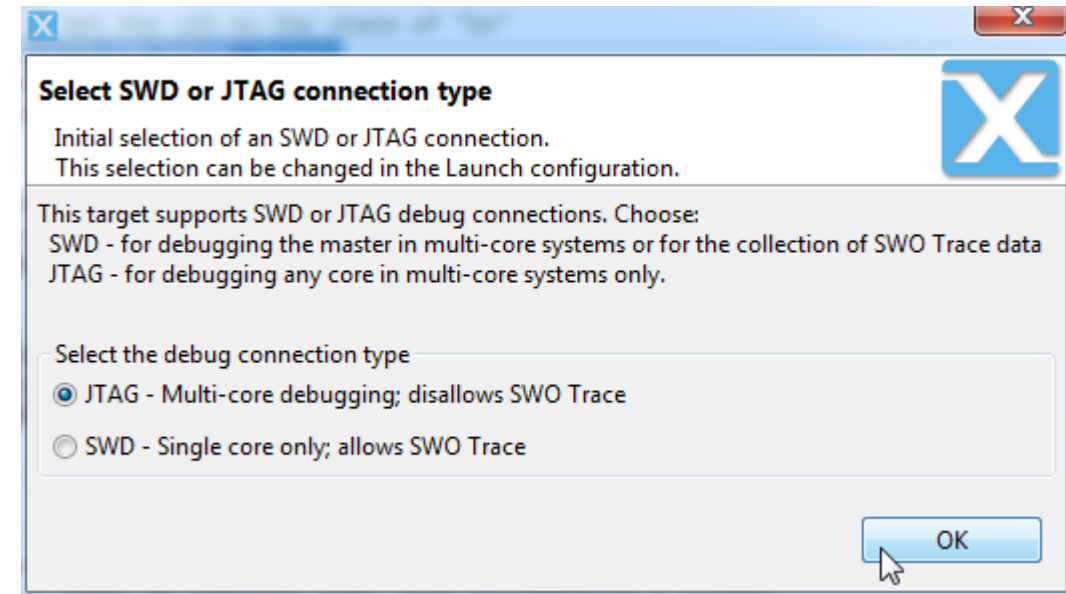 Select SWD or JTAG connection type
Initial selection of an SWD or JTAG connection.
This selection can be changed in the Launch configuration.
This target supports SWD or JTAG debug connections. Choose:
SWD - for debugging the master in multi-core systems or for the collection of SWO Trace data
JTAG - for debugging any core in multi-core systems only.
Select the debug connection type
JTAG - Multi-core debugging; disallows SWO Trace
SWD - Single core only; allows SWO Trace
OK